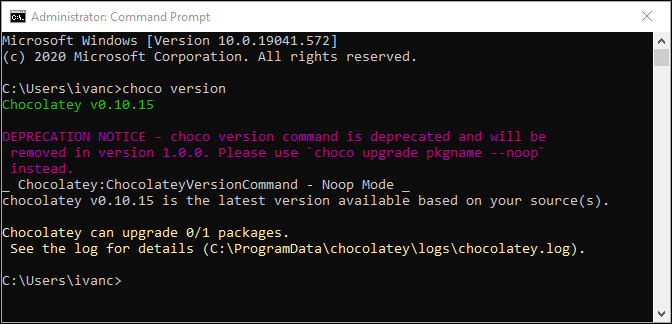 Administrator: Command Prompt
Microsoft Windows [Version 10.0.19041.572]
(c) 2020 Microsoft Corporation. All rights reserved.
C:\Users\ivanc>choco version
Chocolatey v0.10.15
DEPRECATION NOTICE - choco version command is deprecated and will be
removed in version 1.0.0. Please use `choco upgrade pkgname --noop`
instead.
_ Chocolatey:ChocolateyVersionCommand - Noop Mode _
chocolatey v0.10.15 is the latest version available based on your source(s).
Chocolatey can upgrade 0/1 packages.
See the log for details (C:\ProgramData\chocolatey\logs\chocolatey.log).
C:\Users\ivanc>